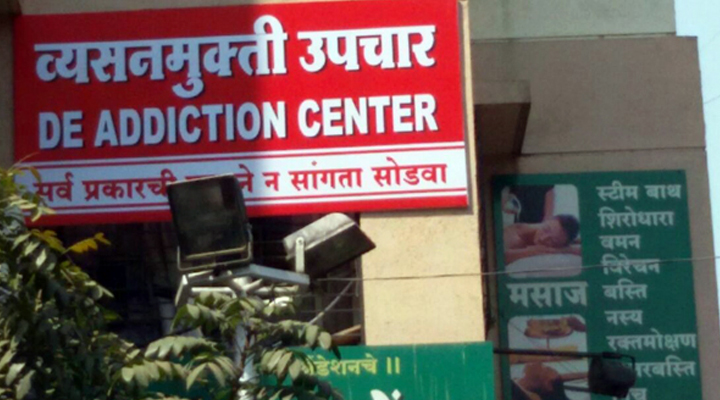 व्यसनमुक्ती उपचार
DE ADDICTION CENTER
सर्व प्रकारची न सांगता सोडवा
स्टीम बाथ
शिरोधारा
वमन
विरेचन
मसाज
बस्ति
नस्य
रक्तमोक्षण